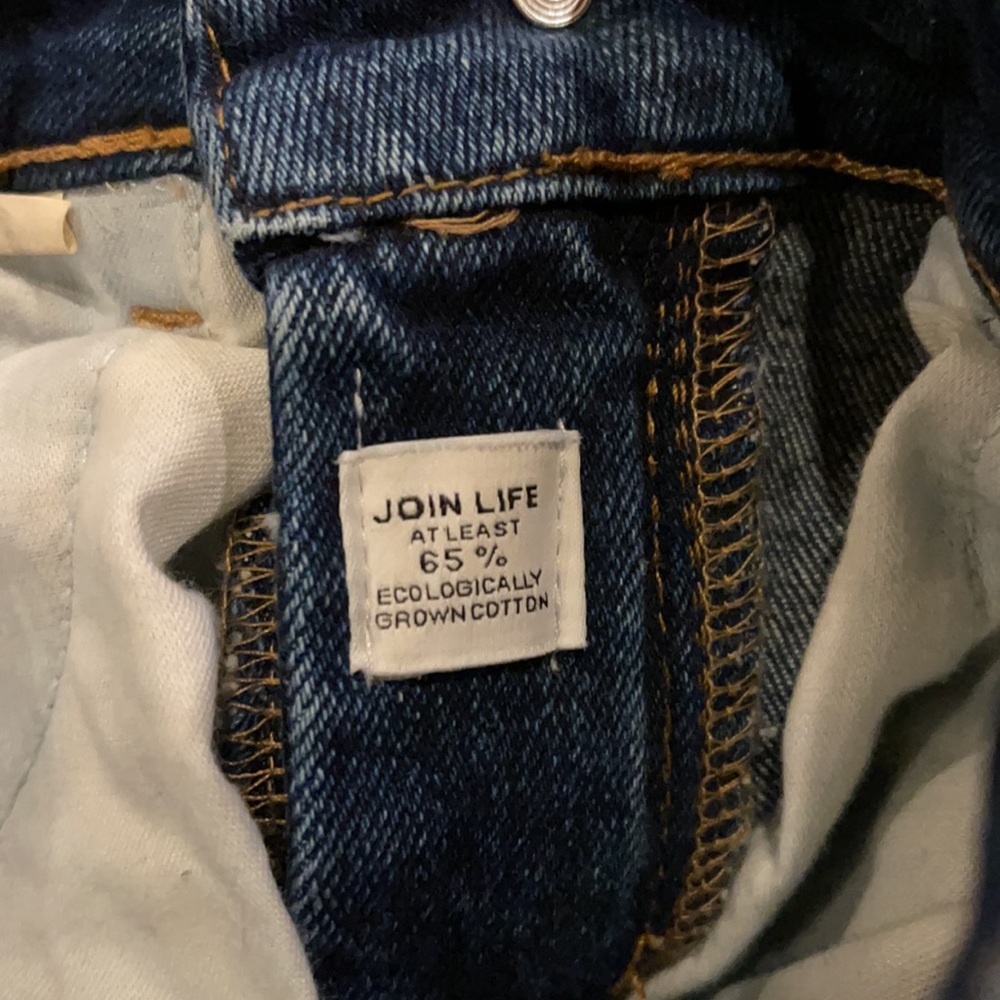 JOIN LIFE
AT LEAST
65%
ECOLOGICALLY
GROWN COTTON